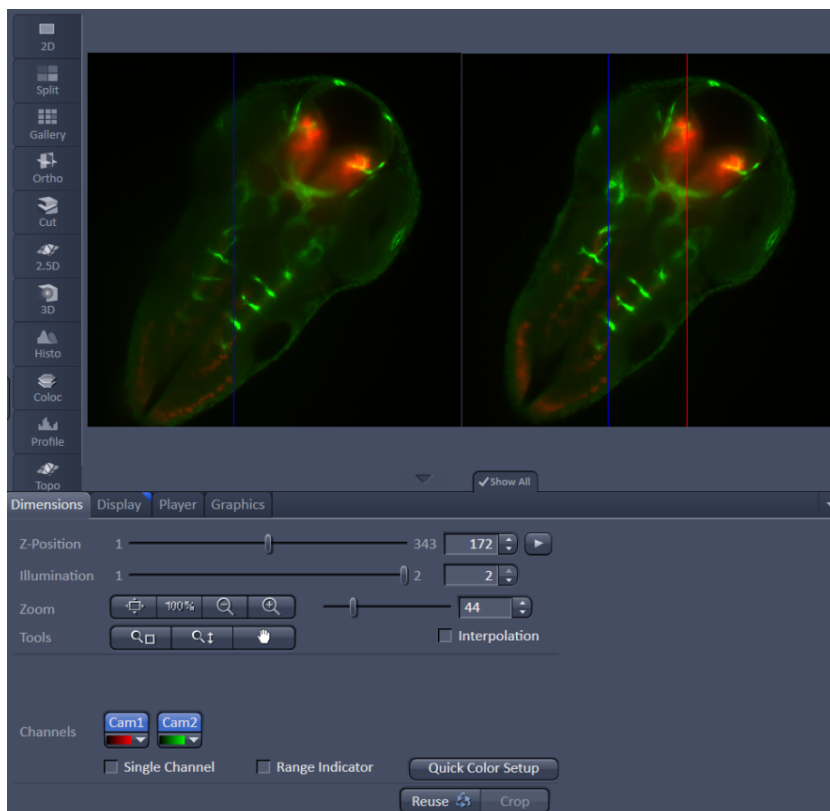 2D
Split
Gallery
Ortho
Cut
2.5D
3D
Histo
Coloc
Profile
Topo
Show All
Dimensions Display Player Graphics
Z-Position 1 343 172
Illumination 1 2 2
Zoom 100% 44
Tools Interpolation
Channels Cam1 Cam2
Single Channel Range Indicator Quick Color Setup
Reuse Crop